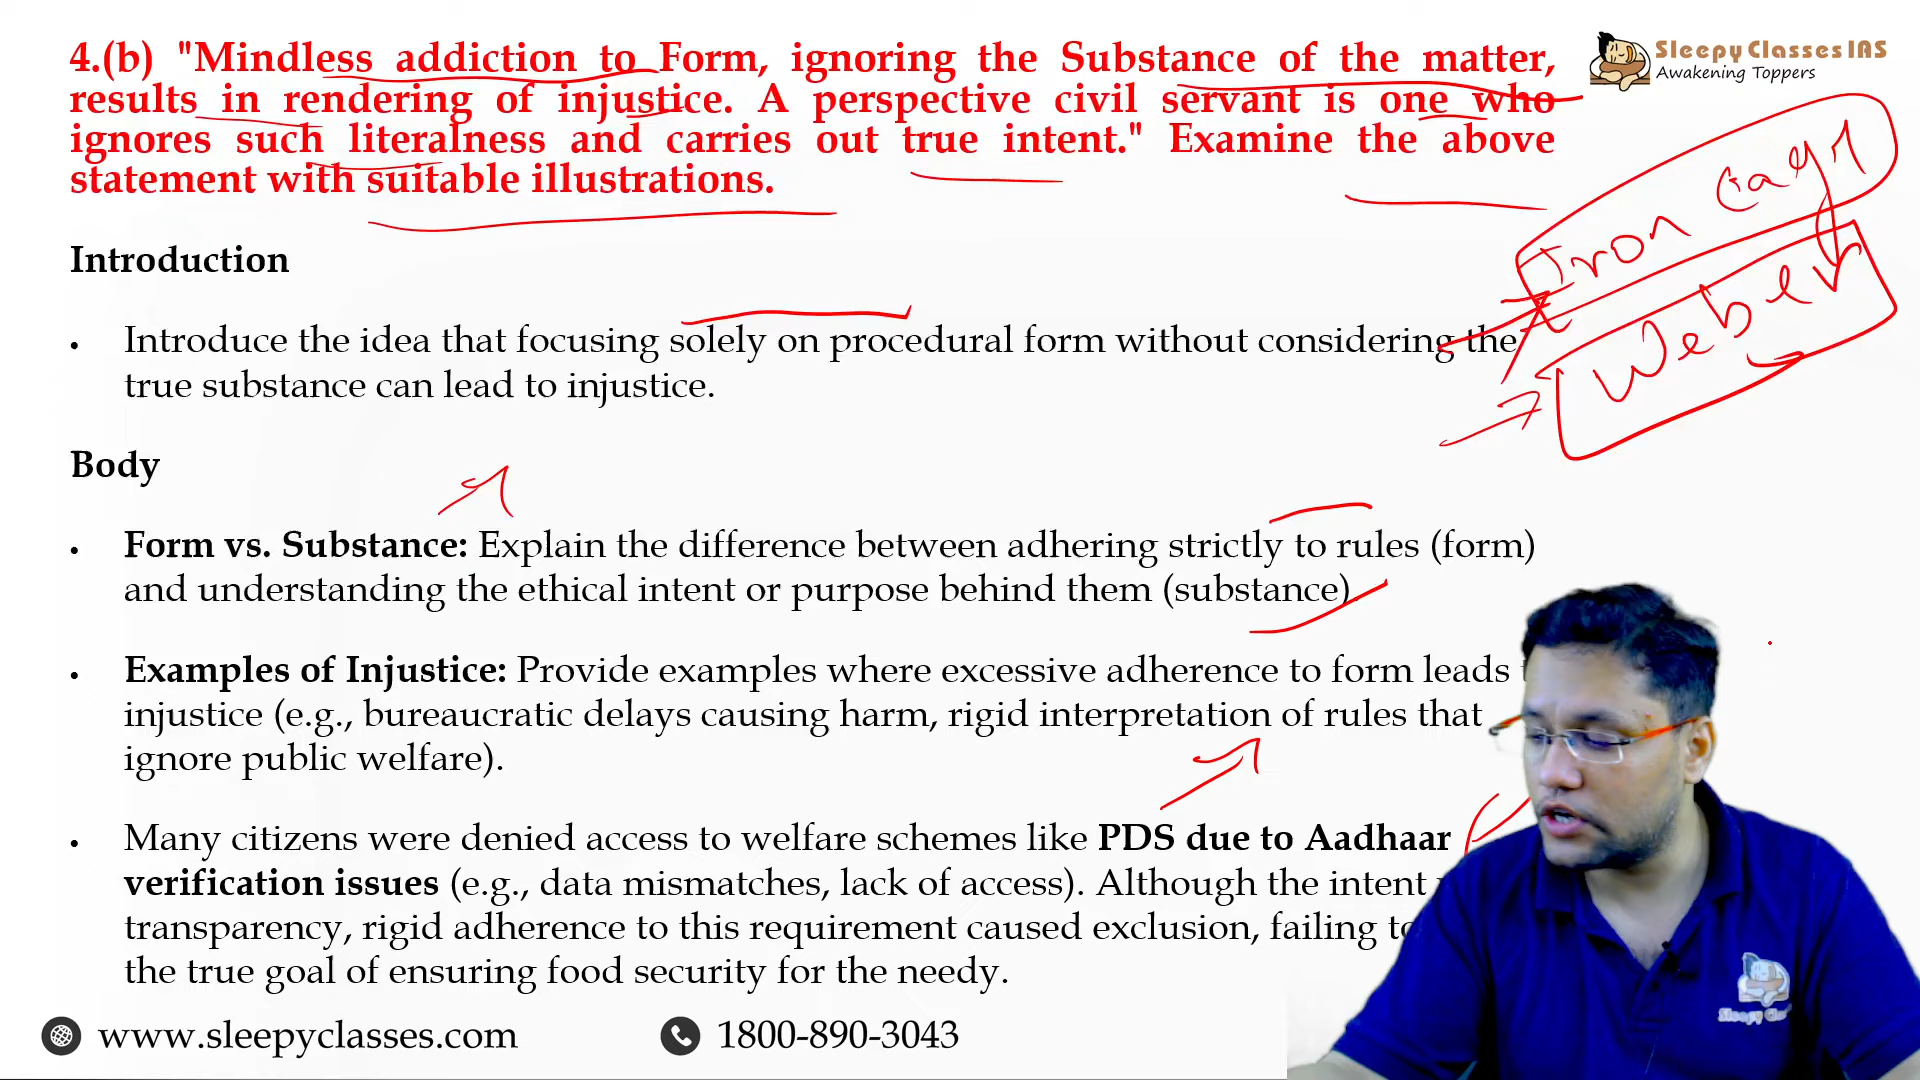 4.(b) "Mindless addiction to Form, ignoring the Substance of the matter,
results in rendering of injustice. A perspective civil servant is one who
ignores such literalness and carries out true intent." Examine the above
statement with suitable illustrations.
Sleepy Classes IAS
Awakening Toppers
Iron Cage
Weber
Introduction
• Introduce the idea that focusing solely on procedural form without considering the
true substance can lead to injustice.
Body
• Form vs. Substance: Explain the difference between adhering strictly to rules (form)
and understanding the ethical intent or purpose behind them (substance).
• Examples of Injustice: Provide examples where excessive adherence to form leads
injustice (e.g., bureaucratic delays causing harm, rigid interpretation of rules that
ignore public welfare).
• Many citizens were denied access to welfare schemes like PDS due to Aadhaar
verification issues (e.g., data mismatches, lack of access). Although the intent
transparency, rigid adherence to this requirement caused exclusion, failing to
the true goal of ensuring food security for the needy.
www.sleepyclasses.com
1800-890-3043